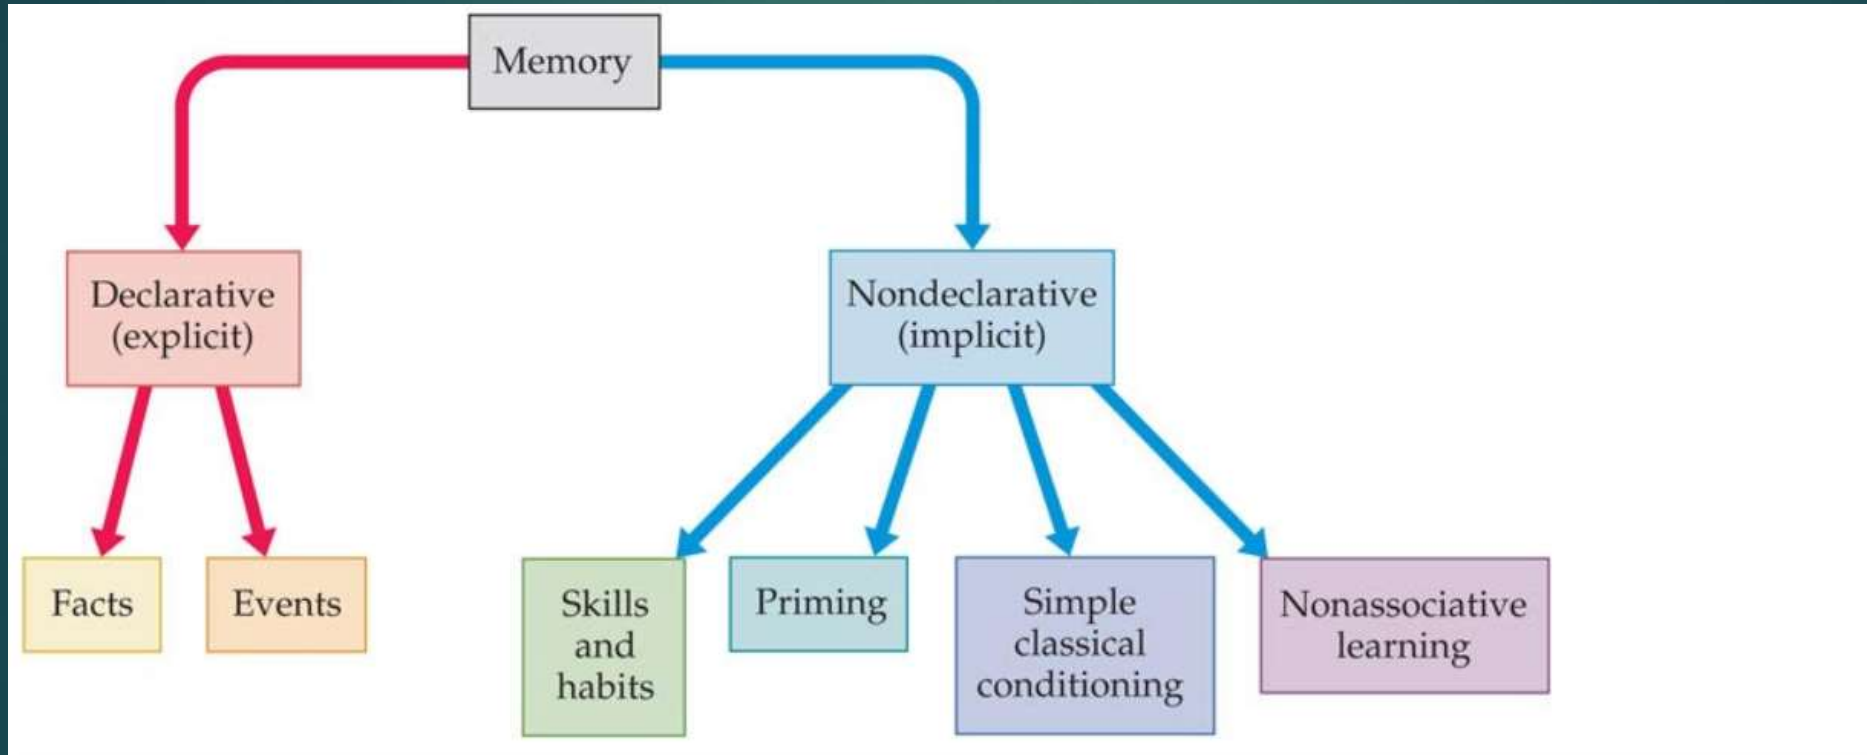 Memory
Declarative
(explicit)
Nondeclarative
(implicit)
Facts
Events
Skills
and
habits
Priming
Simple
classical
conditioning
Nonassociative
learning